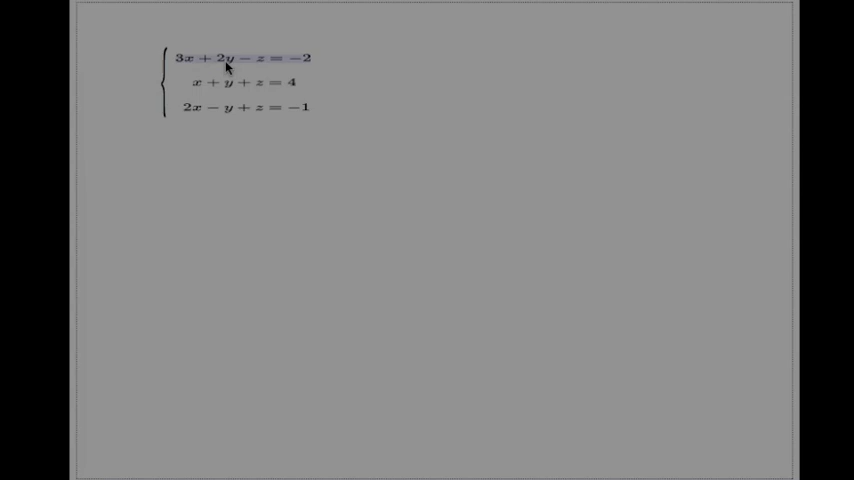 3x + 2y − z = −2
x + y + z = 4
2x − y + z = −1